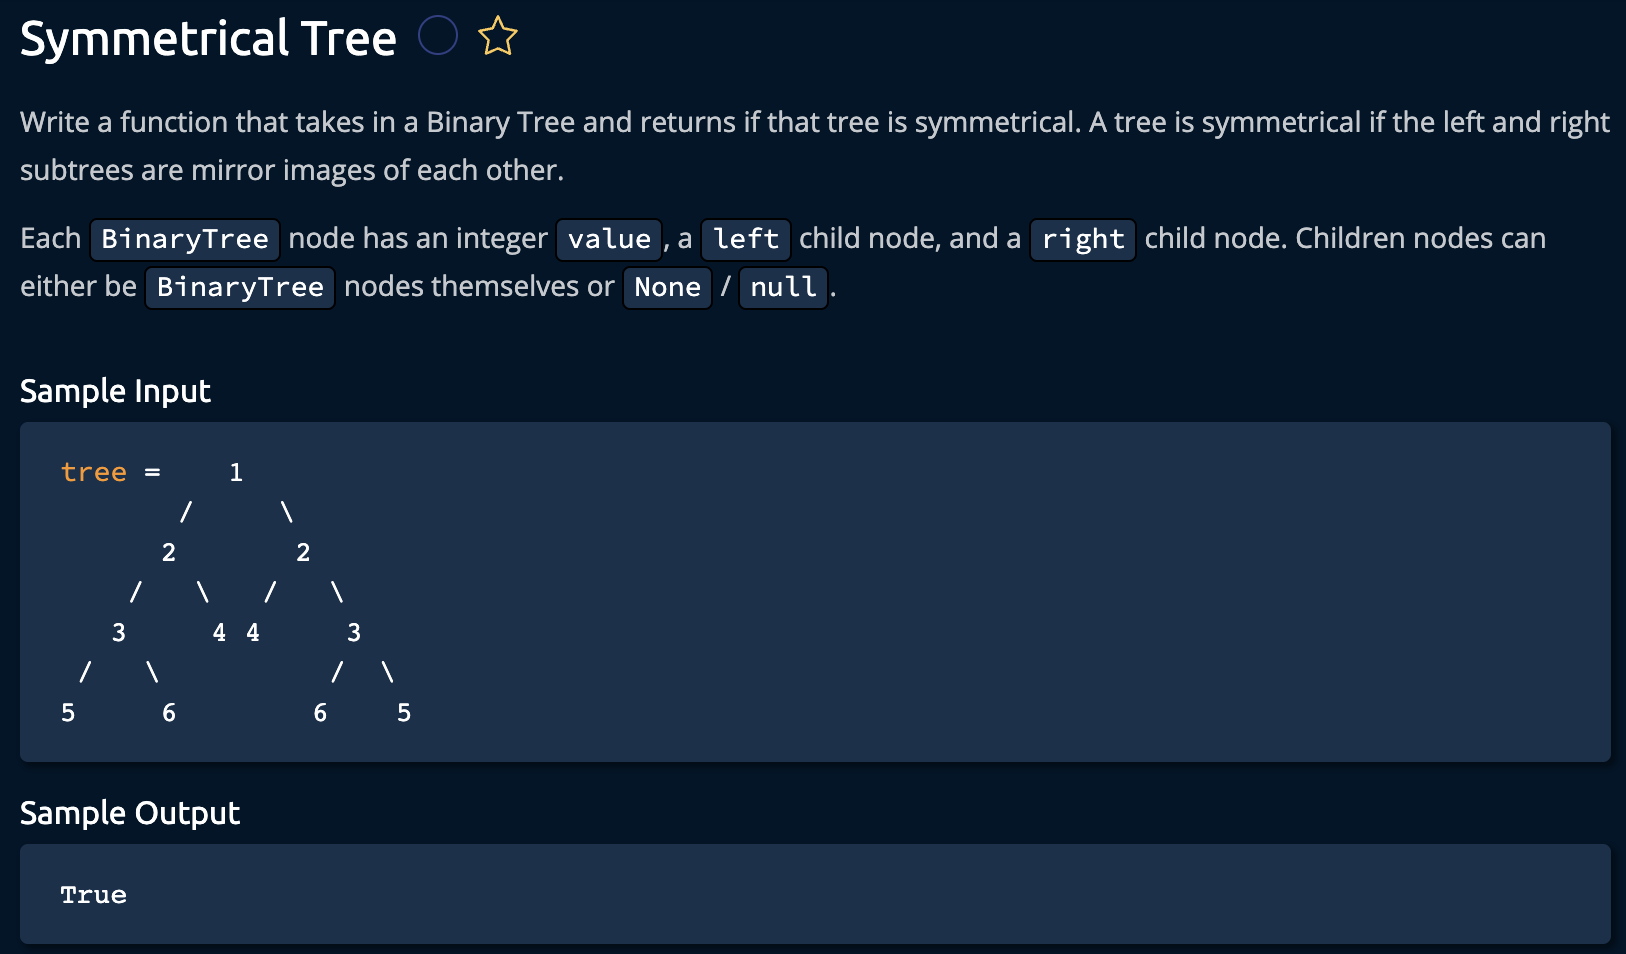 Symmetrical Tree
Write a function that takes in a Binary Tree and returns if that tree is symmetrical. A tree is symmetrical if the left and right
subtrees are mirror images of each other.
Each BinaryTree node has an integer value, a left child node, and a right child node. Children nodes can
either be BinaryTree nodes themselves or None / null.
Sample Input
tree =    1
       /     \
      2       2
    /   \   /   \
   3     4 4     3
 /   \         /  \
5     6        6    5
Sample Output
True